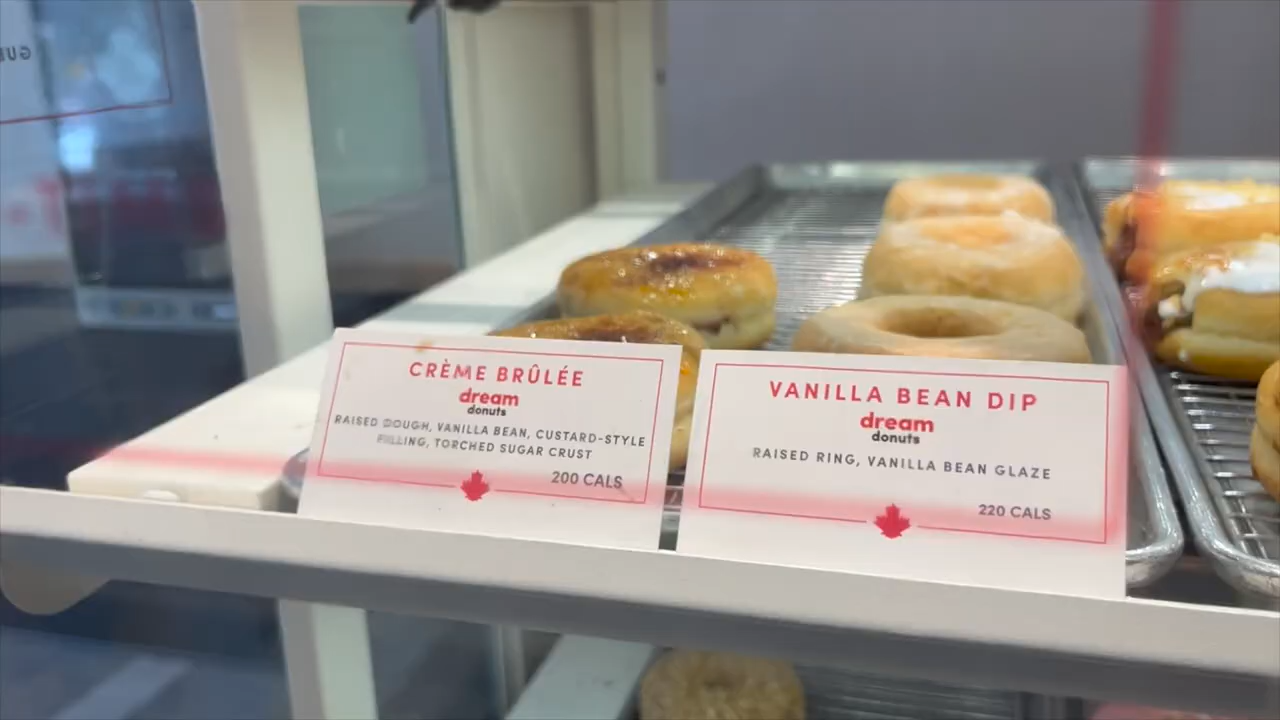 CRÈME BRÛLÉE
dream
donuts
RAISED DOUGH, VANILLA BEAN, CUSTARD-STYLE
FILLING, TORCHED SUGAR CRUST
200 CALS
VANILLA BEAN DIP
dream
donuts
RAISED RING, VANILLA BEAN GLAZE
220 CALS